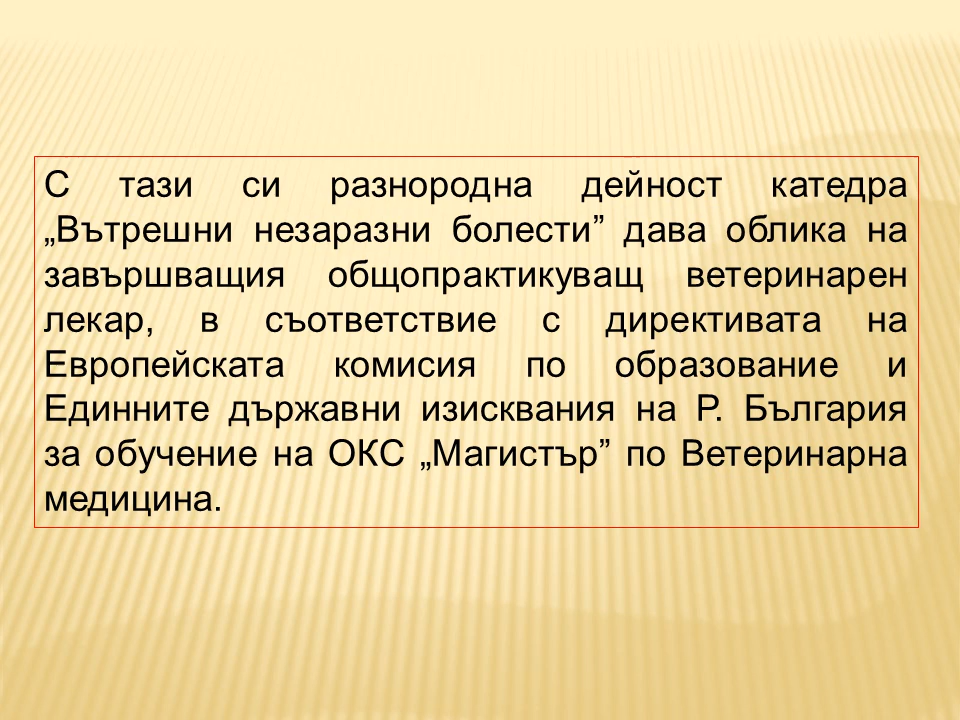 С тази си разнородна дейност катедра
„Вътрешни незаразни болести” дава облика на
завършващия общопрактикуващ ветеринарен
лекар, в съответствие с директивата на
Европейската комисия по образование и
Единните държавни изисквания на Р. България
за обучение на ОКС „Магистър” по Ветеринарна
медицина.